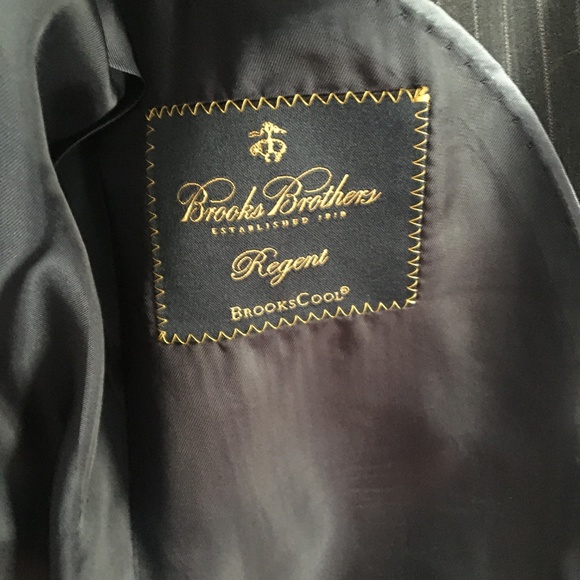 Brooks Brothers
ESTABLISHED 1818
Regent
BROOKSCOOL®